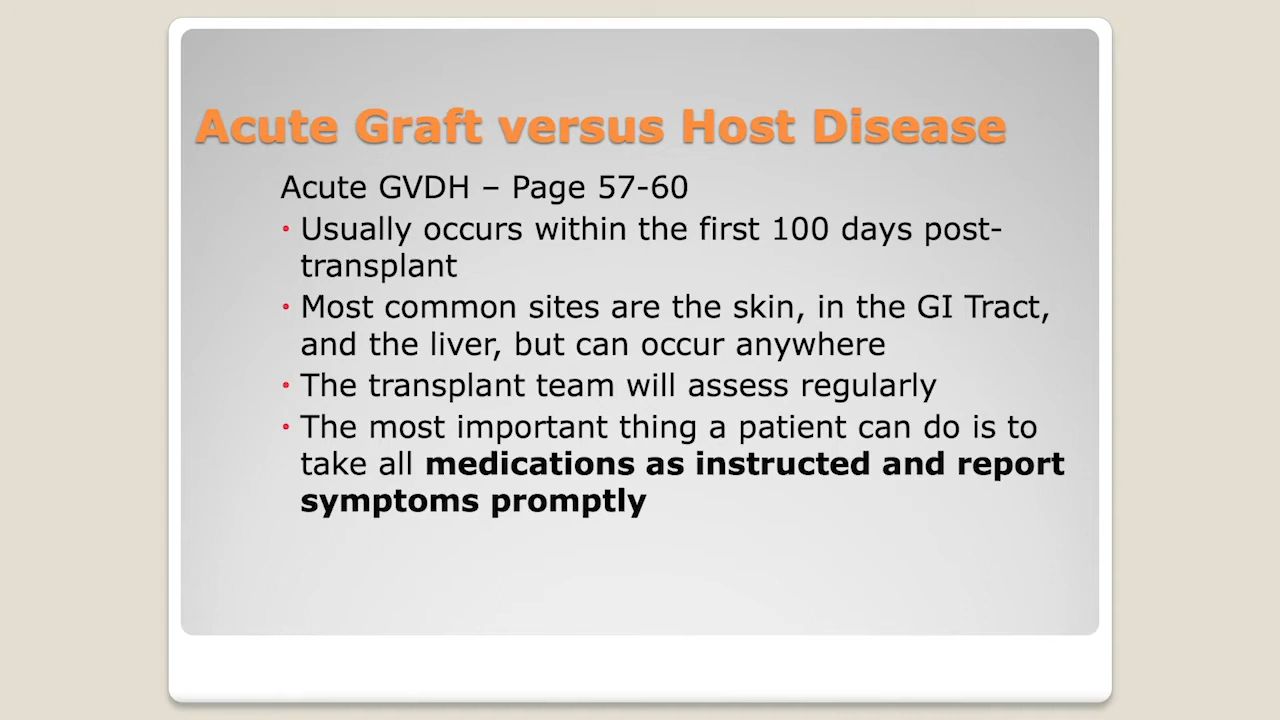 Acute Graft versus Host Disease
Acute GVDH – Page 57-60
Usually occurs within the first 100 days post-
transplant
Most common sites are the skin, in the GI Tract,
and the liver, but can occur anywhere
The transplant team will assess regularly
The most important thing a patient can do is to
take all medications as instructed and report
symptoms promptly